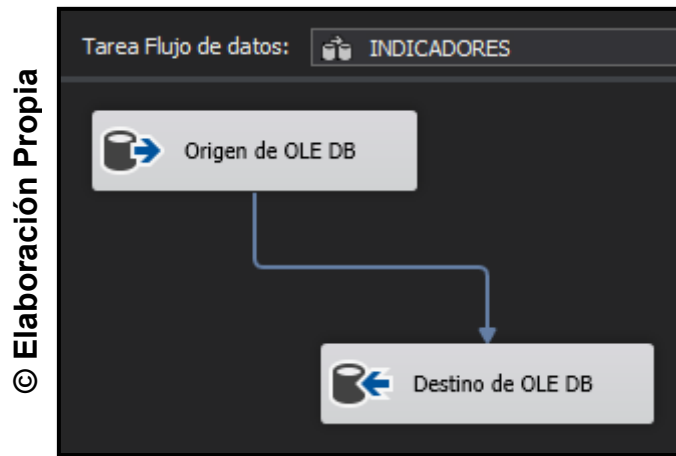 Tarea Flujo de datos: INDICADORES
© Elaboración Propia
Origen de OLE DB
Destino de OLE DB